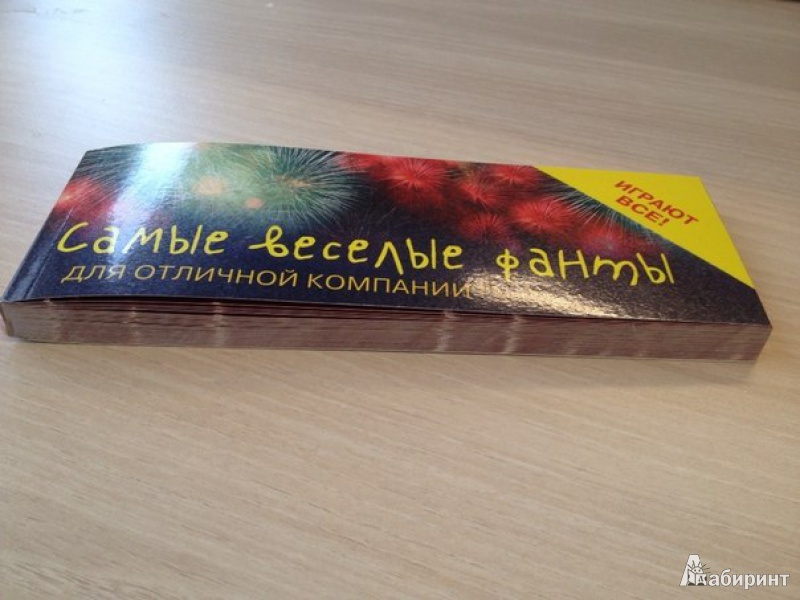 ИГРАЮТ
ВСЕ!
самые веселые фанты
ДЛЯ ОТЛИЧНОЙ КОМПАНИИ
Лабиринт